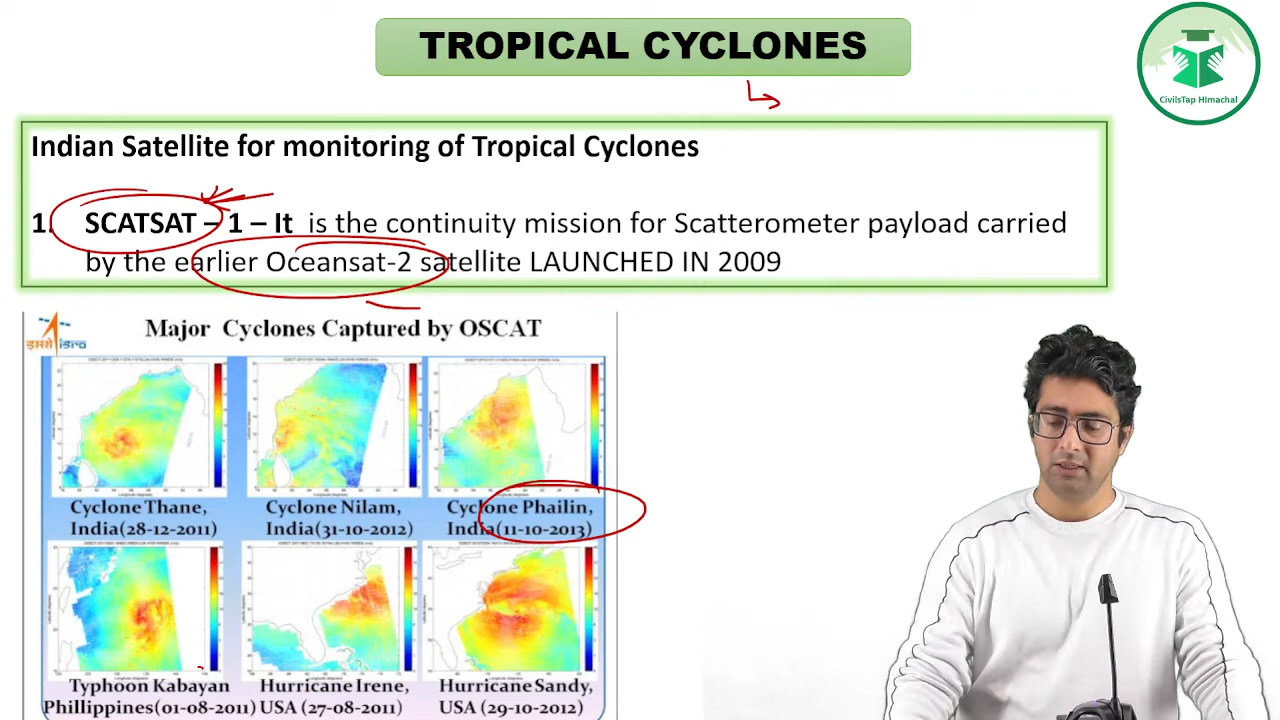 TROPICAL CYCLONES
CivilsTap HImachal
Indian Satellite for monitoring of Tropical Cyclones
1. SCATSAT – 1 – It is the continuity mission for Scatterometer payload carried
by the earlier Oceansat-2 satellite LAUNCHED IN 2009
इसरो isro
Major Cyclones Captured by OSCAT
Cyclone Thane,
India(28-12-2011)
Cyclone Nilam,
India(31-10-2012)
Cyclone Phailin,
India(11-10-2013)
Typhoon Kabayan
Phillippines(01-08-2011)
Hurricane Irene,
USA (27-08-2011)
Hurricane Sandy,
USA (29-10-2012)